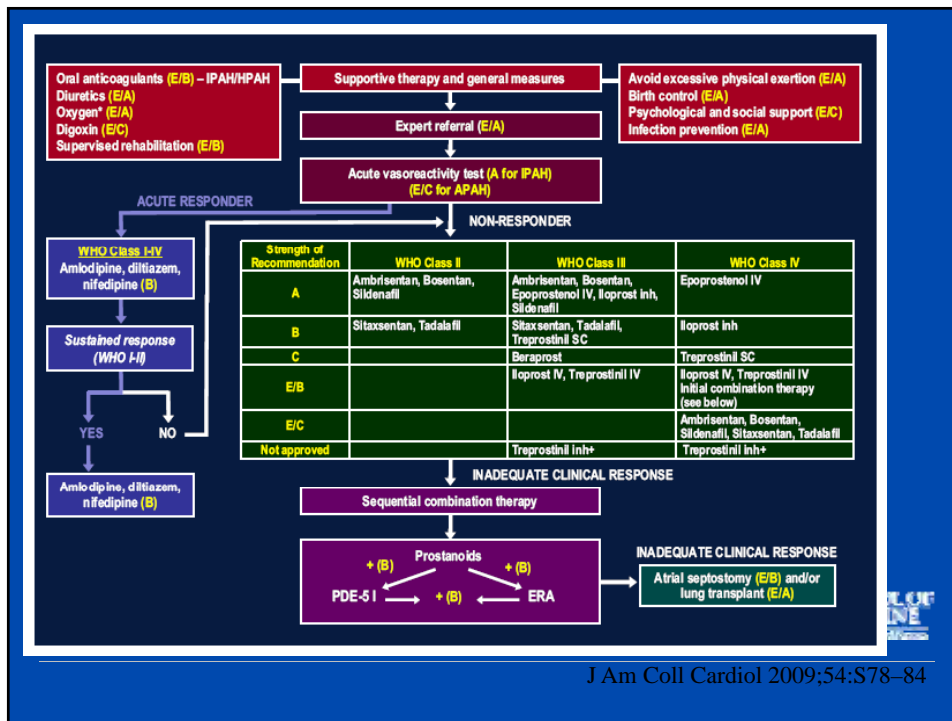 Oral anticoagulants (E/B) – IPAH/HPAH
Diuretics (E/A)
Oxygen* (E/A)
Digoxin (E/C)
Supervised rehabilitation (E/B)
Supportive therapy and general measures
Avoid excessive physical exertion (E/A)
Birth control (E/A)
Psychological and social support (E/C)
Infection prevention (E/A)
Expert referral (E/A)
Acute vasoreactivity test (A for IPAH)
(E/C for APAH)
ACUTE RESPONDER
NON-RESPONDER
WHO Class I-IV
Amlodipine, diltiazem,
nifedipine (B)
Sustained response
(WHO I-II)
YES
NO
Amlodipine, diltiazem,
nifedipine (B)
Strength of
Recommendation
WHO Class II
WHO Class III
WHO Class IV
A
Ambrisentan, Bosentan,
Sildenafil
Ambrisentan, Bosentan,
Epoprostenol IV, Iloprost inh,
Sildenafil
Epoprostenol IV
B
Sitaxsentan, Tadalafil
Sitaxsentan, Tadalafil,
Treprostinil SC
Iloprost inh
C
Beraprost
Treprostinil SC
E/B
Iloprost IV, Treprostinil IV
Iloprost IV, Treprostinil IV
Initial combination therapy
(see below)
E/C
Ambrisentan, Bosentan,
Sildenafil, Sitaxsentan, Tadalafil
Not approved
Treprostinil inh+
Treprostinil inh+
INADEQUATE CLINICAL RESPONSE
Sequential combination therapy
Prostanoids
+ (B)
+ (B)
PDE-5 I
+ (B)
ERA
INADEQUATE CLINICAL RESPONSE
Atrial septostomy (E/B) and/or
lung transplant (E/A)
J Am Coll Cardiol 2009;54:S78–84